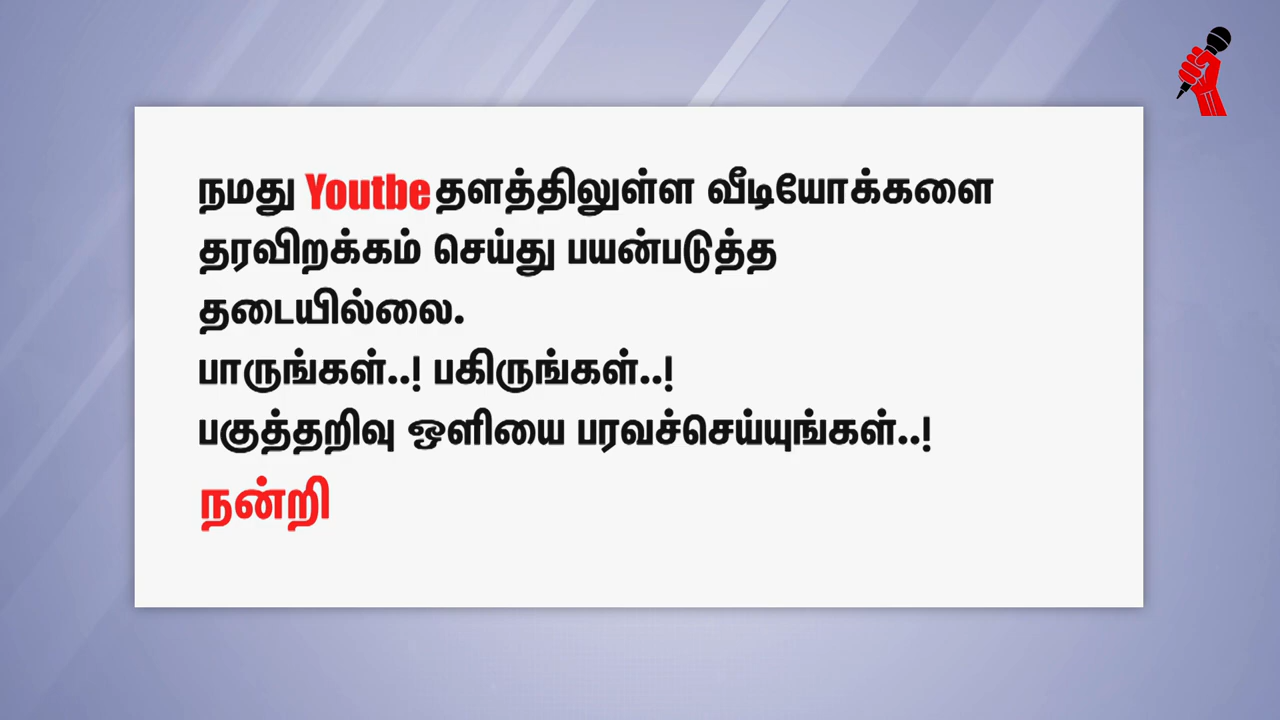 நமது Youtbe தளத்திலுள்ள வீடியோக்களை
தரவிறக்கம் செய்து பயன்படுத்த
தடையில்லை.
பாருங்கள்..! பகிருங்கள்..!
பகுத்தறிவு ஒளியை பரவச்செய்யுங்கள்..!
நன்றி